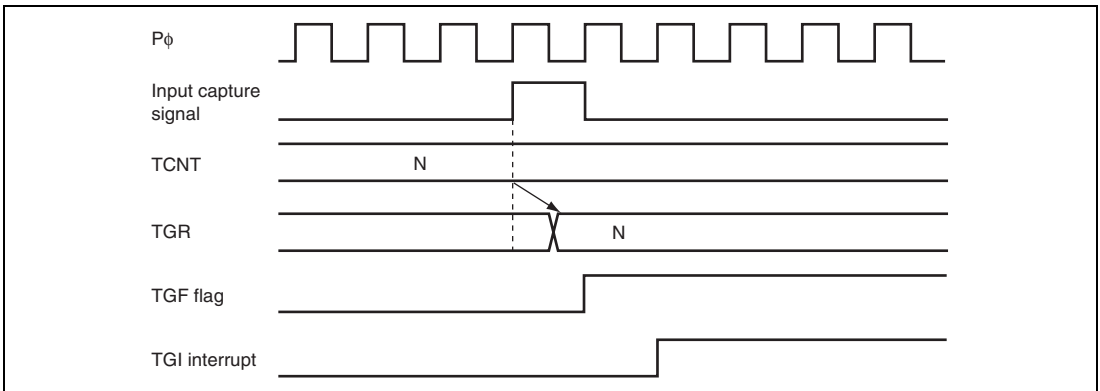 Pϕ
Input capture
signal
TCNT
N
TGR
N
TGF flag
TGI interrupt